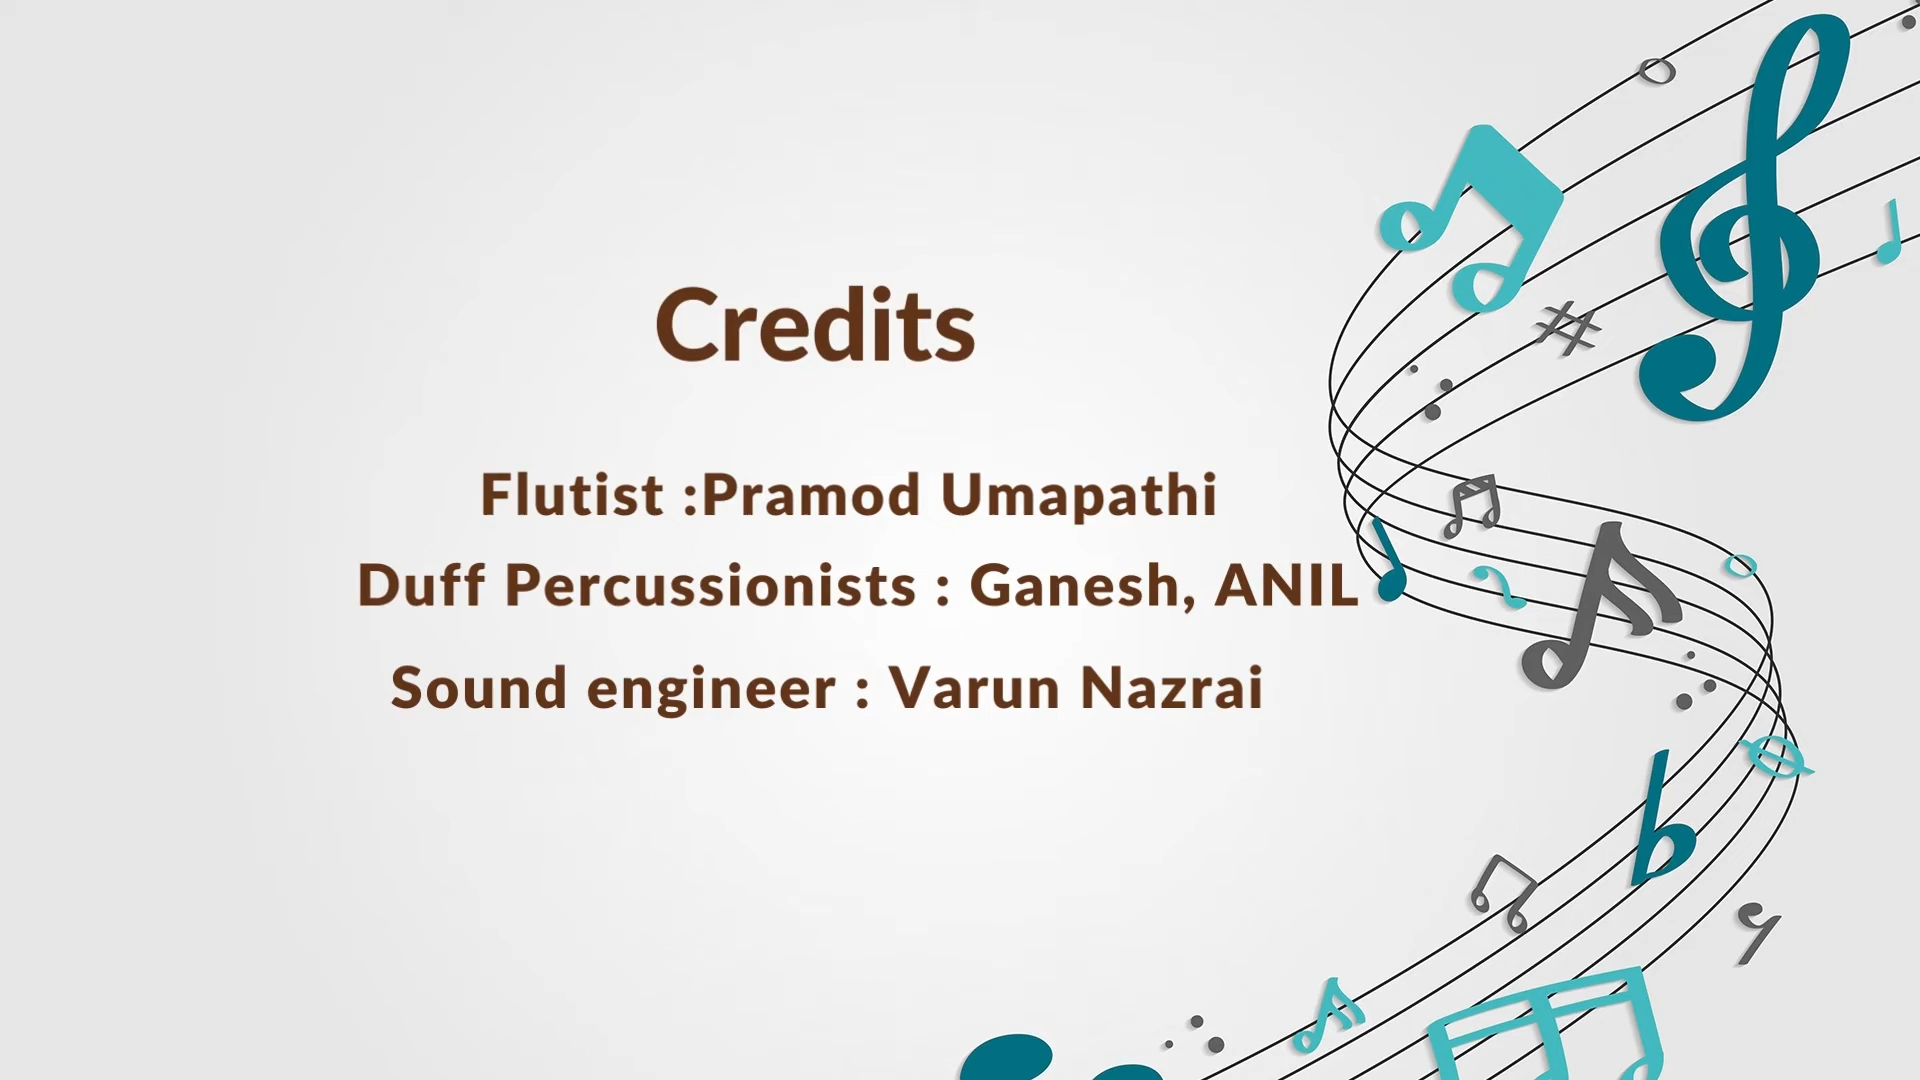 Credits
Flutist :Pramod Umapathi
Duff Percussionists : Ganesh, ANIL
Sound engineer : Varun Nazrai